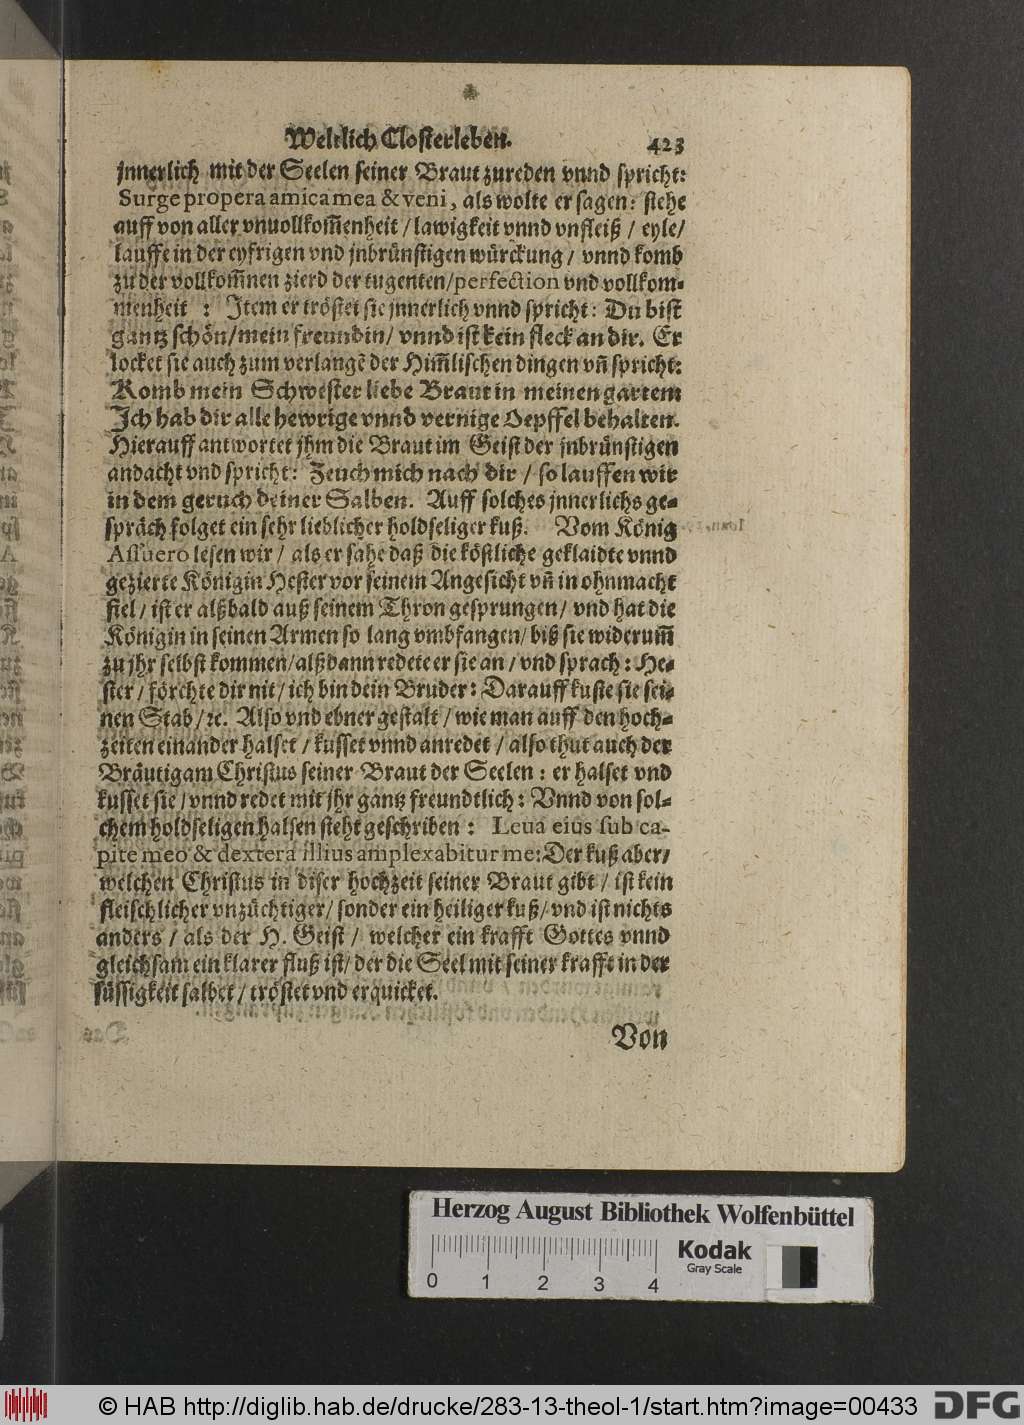 Weltlich Closterleben. 423
jnnerlich mit der Seelen seiner Braut zureden vnnd spricht:
Surge propera amica mea & veni, als wolte er sagen: stehe
auff von aller vnuollkom̃enheit / lawigkeit vnnd vnfleiß / eyle/
lauffe in der eyfrigen vnd jnbrünstigen würckung / vnnd komb
zu der vollkom̃nen zierd der tugenten/perfection vnd vollkom-
menheit : Item er tröstet sie jnnerlich vnnd spricht: Du bist
gantz schön/mein freundin/ vnnd ist kein fleck an dir. Er
locket sie auch zum verlangẽ der Him̃lischen dingen vñ spricht:
Komb mein Schwester liebe Braut in meinen garten:
Ich hab dir alle hewrige vnnd vernige Oepffel behalten.
Hierauff antwortet jhm die Braut im Geist der jnbrünstigen
andacht vnd spricht: Zeuch mich nach dir / so lauffen wir
in dem geruch deiner Salben. Auff solches jnnerlichs ge-
spräch folget ein sehr lieblicher holdseliger kuß. Vom König
Assuero lesen wir / als er sahe daß die köstliche geklaidte vnnd
gezierte Königin Hester vor seinem Angesicht vñ in ohnmacht
fiel / ist er alßbald auß seinem Thron gesprungen/ vnd hat die
Königin in seinen Armen so lang vmbfangen/ biß sie widerum̃
zu jhr selbst kommen/alßdann redete er sie an / vnd sprach: He-
ster / förchte dir nit / ich bin dein Bruder: Darauff kuste sie sei-
nen Stab /ꝛc. Also vnd ebner gestalt / wie man auff den hoch-
zeiten einander halset / kusset vnnd anredet / also thut auch der
Bräutigam Christus seiner Braut der Seelen: er halset vnd
kusset sie / vnnd redet mit jhr gantz freundtlich: Vnnd von sol-
chem holdseligen halsen steht geschriben: Leua eius sub ca-
pite meo & dextera illius amplexabitur me: Der kuß aber/
welchen Christus in diser hochzeit seiner Braut gibt / ist kein
fleischlicher vnzüchtiger/ sonder ein heiliger kuß/ vnd ist nichts
anders / als der H. Geist / welcher ein krafft Gottes vnnd
gleichsam ein klarer fluß ist/ der die Seel mit seiner krafft in der
süssigkeit salbet / tröstet vnd erquicket.
Von
Herzog August Bibliothek Wolfenbüttel
Kodak
Gray Scale
0 1 2 3 4
© HAB http://diglib.hab.de/drucke/283-13-theol-1/start.htm?image=00433
DFG